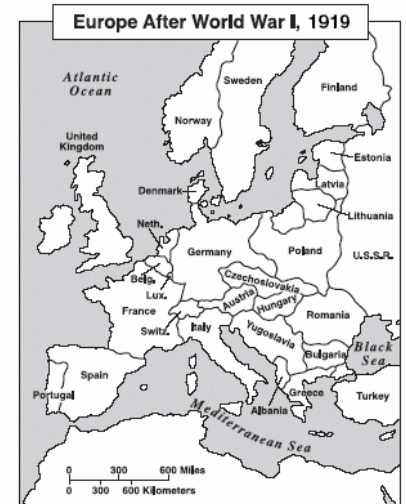 Europe After World War I, 1919
Atlantic
Ocean
Sweden
Finland
Norway
United
Kingdom
Estonia
Denmark
Latvia
Lithuania
Neth.
Germany
Poland
U.S.S.R.
Belg.
Czechoslovakia
Lux.
Austria
Hungary
France
Romania
Switz.
Italy
Yugoslavia
Black
Sea
Bulgaria
Spain
Portugal
Greece
Turkey
Albania
Mediterranean Sea
0 300 600 Miles
0 300 600 Kilometers